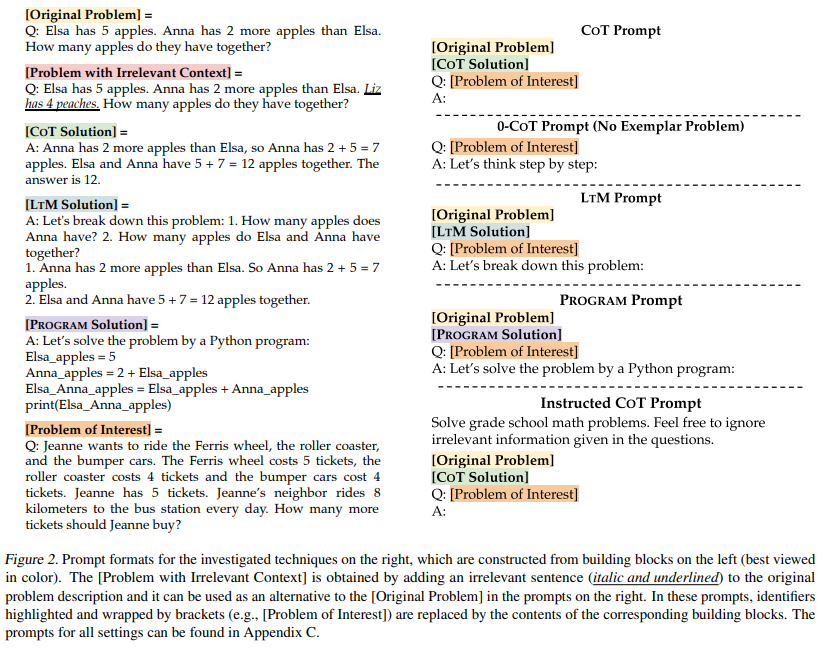 [Original Problem] =
Q: Elsa has 5 apples. Anna has 2 more apples than Elsa.
How many apples do they have together?
[Problem with Irrelevant Context] =
Q: Elsa has 5 apples. Anna has 2 more apples than Elsa. Liz
has 4 peaches. How many apples do they have together?
[COT Solution] =
A: Anna has 2 more apples than Elsa, so Anna has 2 + 5 = 7
apples. Elsa and Anna have 5 + 7 = 12 apples together. The
answer is 12.
[LTM Solution] =
A: Let's break down this problem: 1. How many apples does
Anna have? 2. How many apples do Elsa and Anna have
together?
1. Anna has 2 more apples than Elsa. So Anna has 2 + 5 = 7
apples.
2. Elsa and Anna have 5 + 7 = 12 apples together.
[PROGRAM Solution] =
A: Let's solve the problem by a Python program:
Elsa_apples = 5
Anna_apples = 2 + Elsa_apples
Elsa_Anna_apples = Elsa_apples + Anna_apples
print(Elsa_Anna_apples)
[Problem of Interest] =
Q: Jeanne wants to ride the Ferris wheel, the roller coaster,
and the bumper cars. The Ferris wheel costs 5 tickets, the
roller coaster costs 4 tickets and the bumper cars cost 4
tickets. Jeanne has 5 tickets. Jeanne's neighbor rides 8
kilometers to the bus station every day. How many more
tickets should Jeanne buy?
COT Prompt
[Original Problem]
[COT Solution]
Q: [Problem of Interest]
A:
0-COT Prompt (No Exemplar Problem)
Q: [Problem of Interest]
A: Let's think step by step:
LTM Prompt
[Original Problem]
[LTM Solution]
Q: [Problem of Interest]
A: Let's break down this problem:
PROGRAM Prompt
[Original Problem]
[PROGRAM Solution]
Q: [Problem of Interest]
A: Let's solve the problem by a Python program:
Instructed COT Prompt
Solve grade school math problems. Feel free to ignore
irrelevant information given in the questions.
[Original Problem]
[COT Solution]
Q: [Problem of Interest]
A:
Figure 2. Prompt formats for the investigated techniques on the right, which are constructed from building blocks on the left (best viewed
in color). The [Problem with Irrelevant Context] is obtained by adding an irrelevant sentence (italic and underlined) to the original
problem description and it can be used as an alternative to the [Original Problem] in the prompts on the right. In these prompts, identifiers
highlighted and wrapped by brackets (e.g., [Problem of Interest]) are replaced by the contents of the corresponding building blocks. The
prompts for all settings can be found in Appendix C.